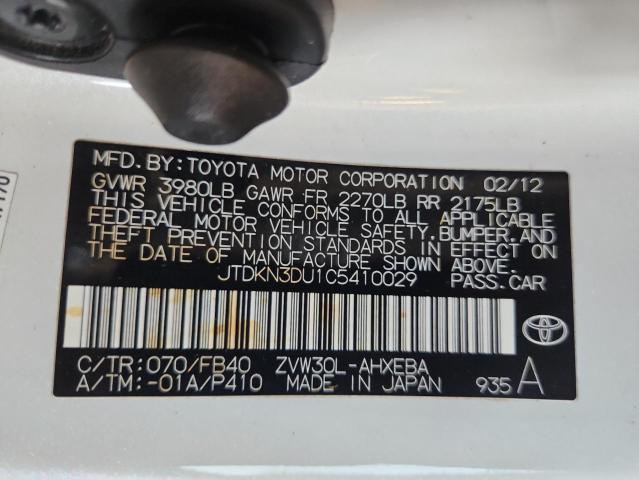 MFD. BY: TOYOTA MOTOR CORPORATION 02/12
GVWR 3980LB GAWR FR 2270LB RR 2175LB
THIS VEHICLE CONFORMS TO ALL APPLICABLE
FEDERAL MOTOR VEHICLE SAFETY, BUMPER, AND
THEFT PREVENTION STANDARDS IN EFFECT ON
THE DATE OF MANUFACTURE SHOWN ABOVE.
JTDKN3DU1C5410029 PASS.CAR
C/TR: 070/FB40 ZVW30L-AHXEBA
A/TM: -01A/P410 MADE IN JAPAN 935 A